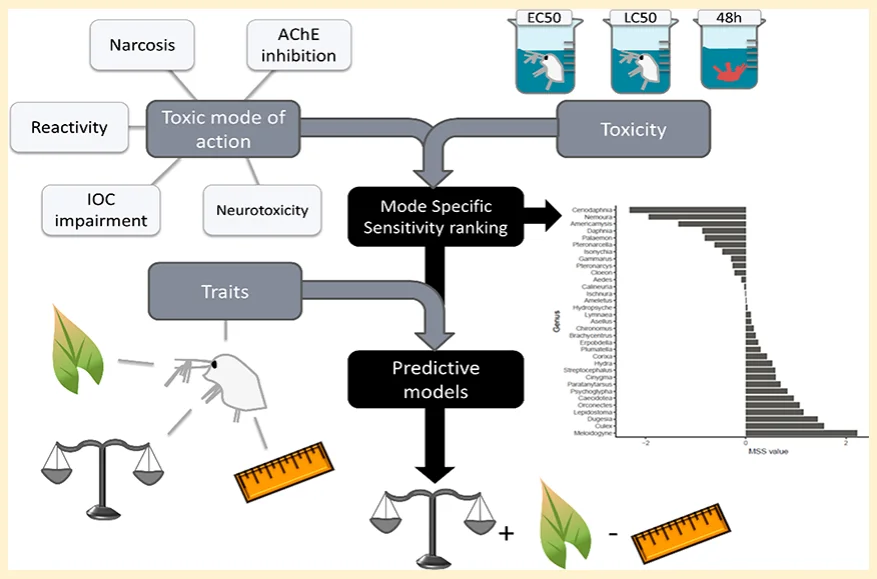 EC50
LC50
48h
Narcosis
AChE
inhibition
Reactivity
Toxic mode of
action
Toxicity
IOC
impairment
Neurotoxicity
Mode Specific
Sensitivity ranking
Traits
Predictive
models
Genus
Ceriodaphnia
Nemoura
Americamysis
Daphnia
Palaemon
Pteronarcella
Isonychia
Gammarus
Pteronarcys
Cloeon
Aedes
Calineuria
Ischnura
Ameletus
Hydropsyche
Lymnaea
Asellus
Chironomus
Brachycentrus
Erpobdella
Plumatella
Corixa
Hydra
Streptocephalus
Cinygma
Paratanytarsus
Psychoglypha
Caecidotea
Orconectes
Lepidostoma
Dugesia
Culex
Meloidogyne
-2
0
2
MSS value
+
-